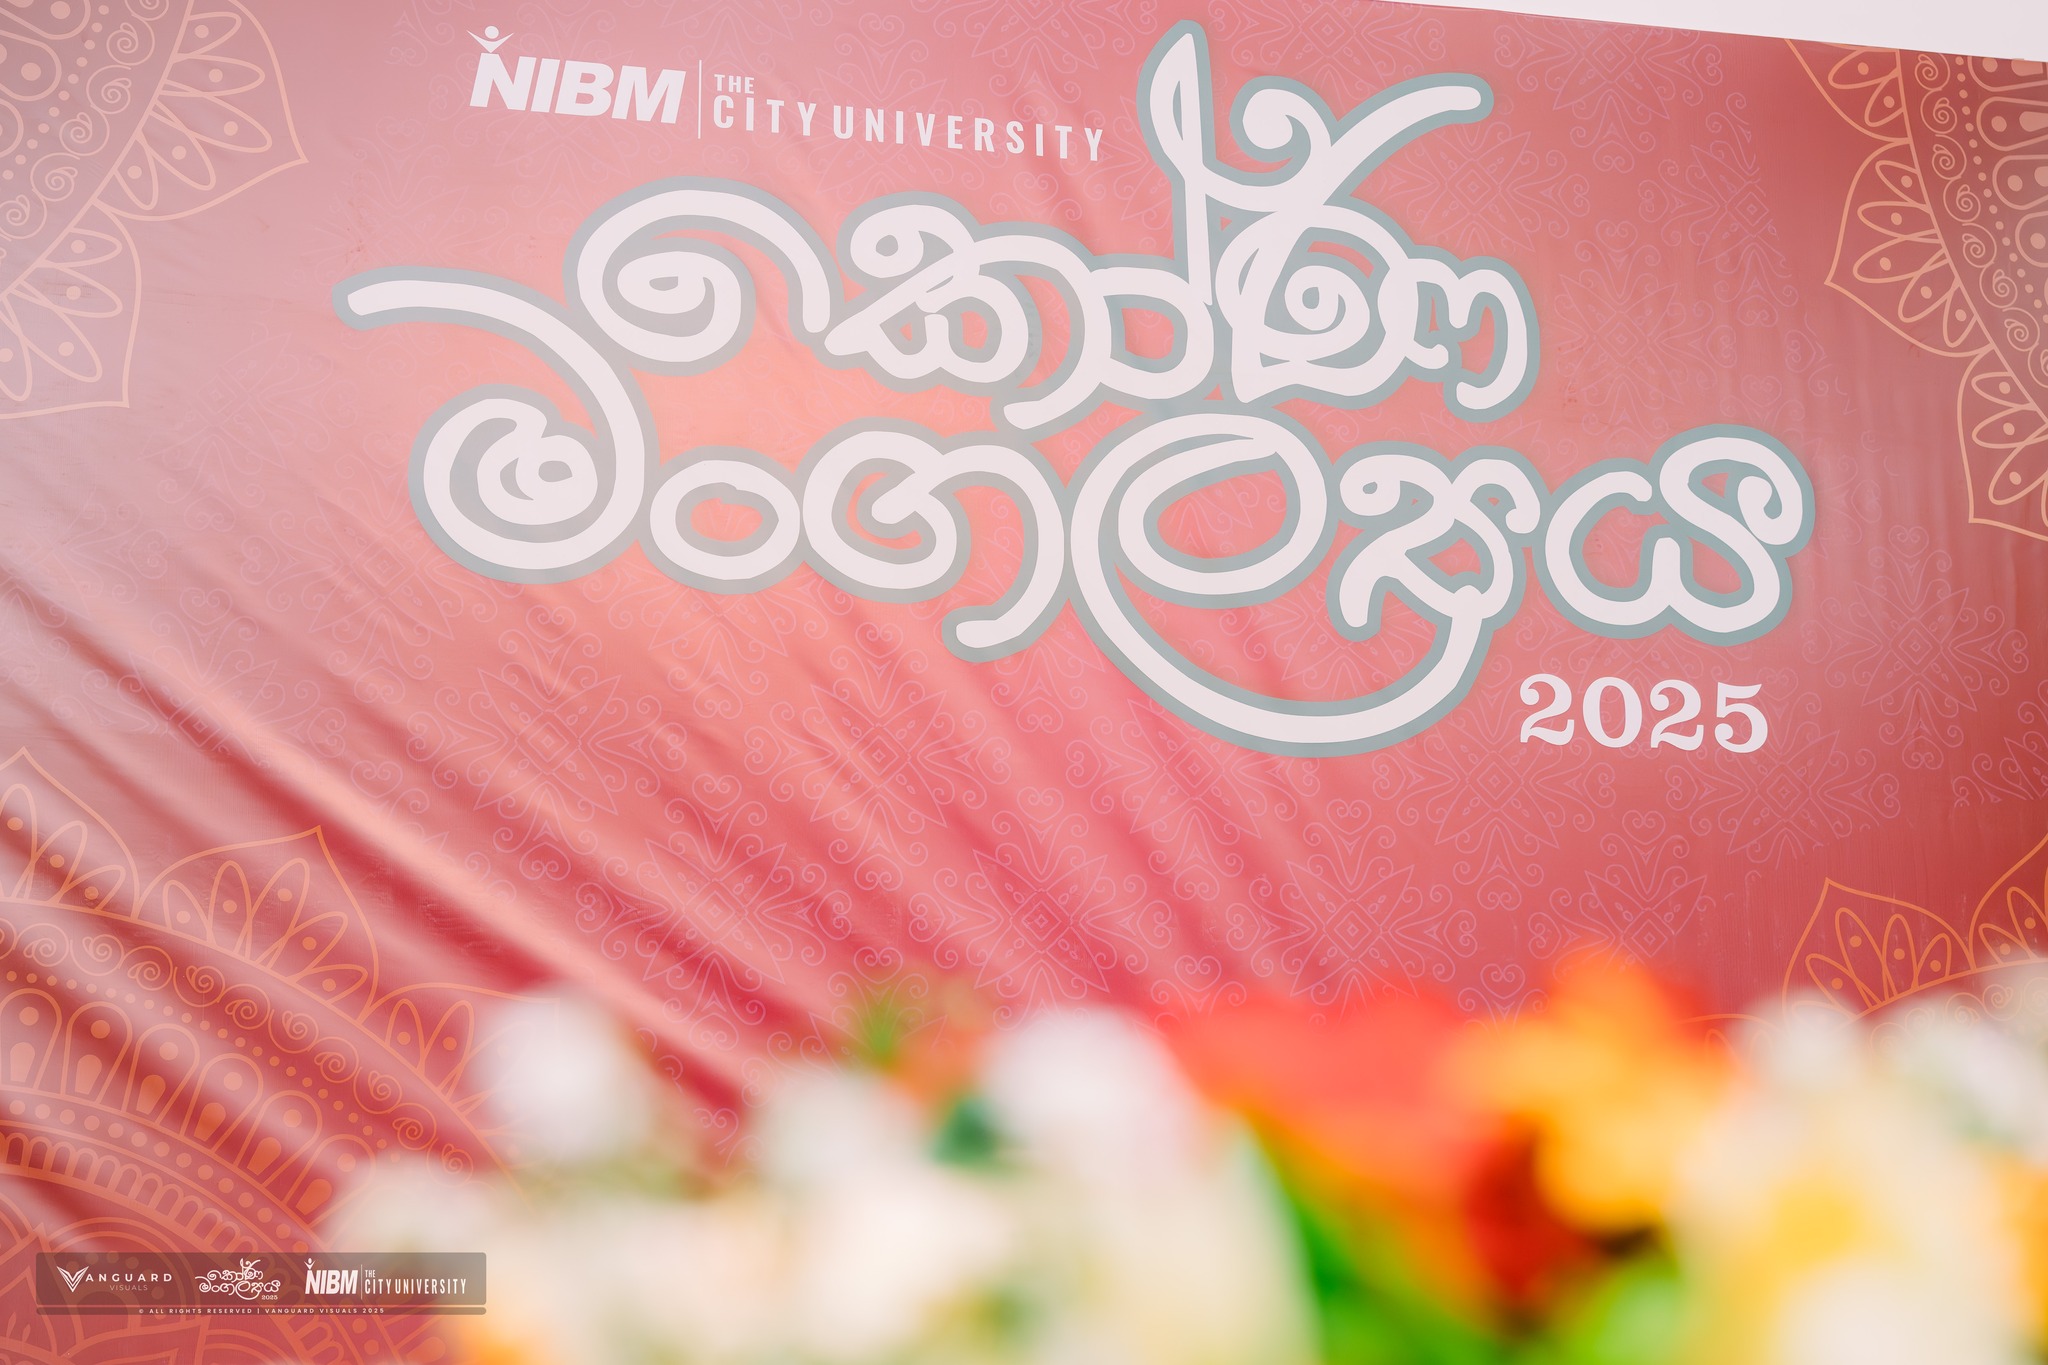 NIBM THE CITY UNIVERSITY
කෝණ
මංගල්‍යය
2025
VANGUARD VISUALS
කෝණ මංගල්‍යය 2025
NIBM THE CITY UNIVERSITY
© ALL RIGHTS RESERVED | VANGUARD VISUALS 2025